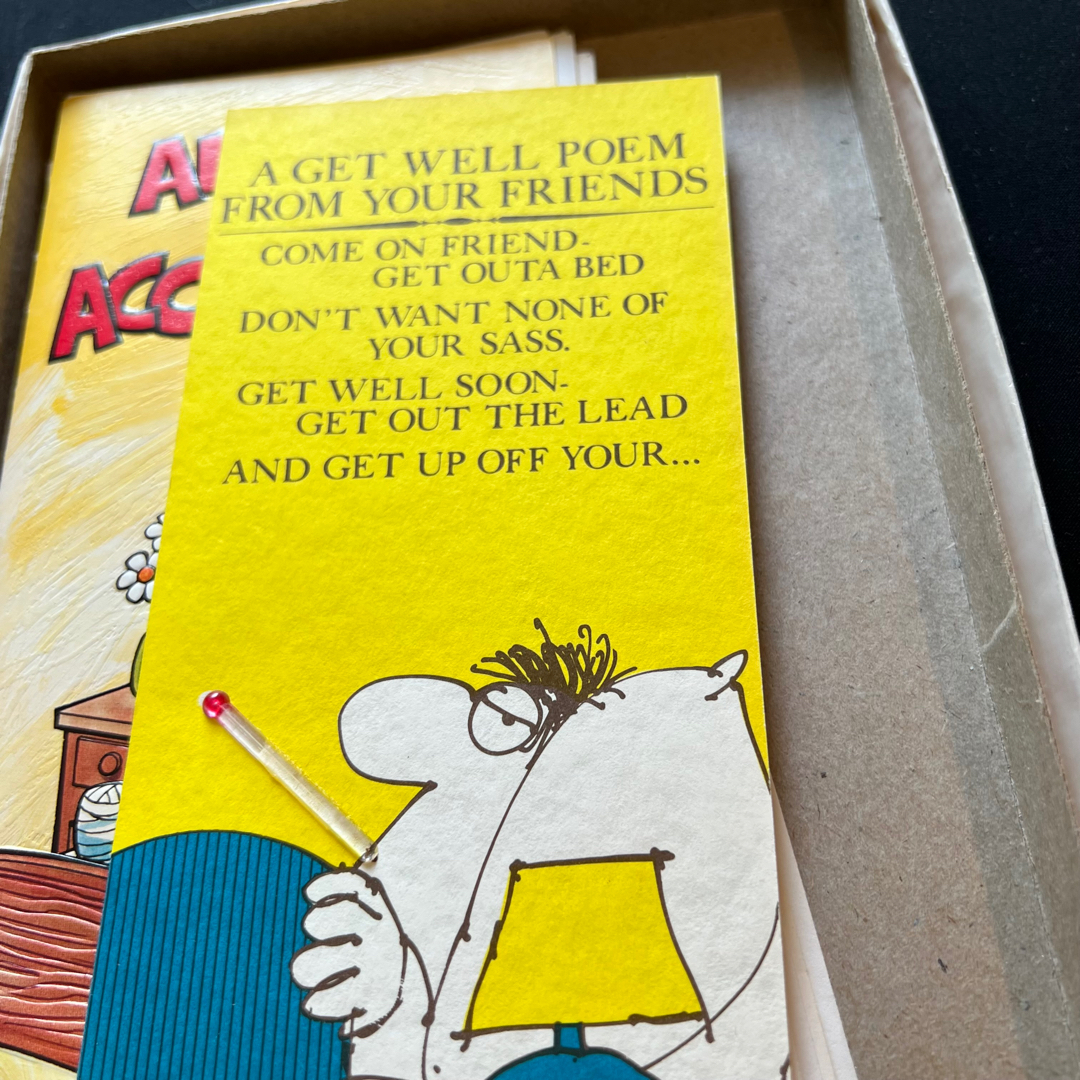 A GET WELL POEM
FROM YOUR FRIENDS
COME ON FRIEND-
GET OUTA BED
DON'T WANT NONE OF
YOUR SASS.
GET WELL SOON-
GET OUT THE LEAD
AND GET UP OFF YOUR...